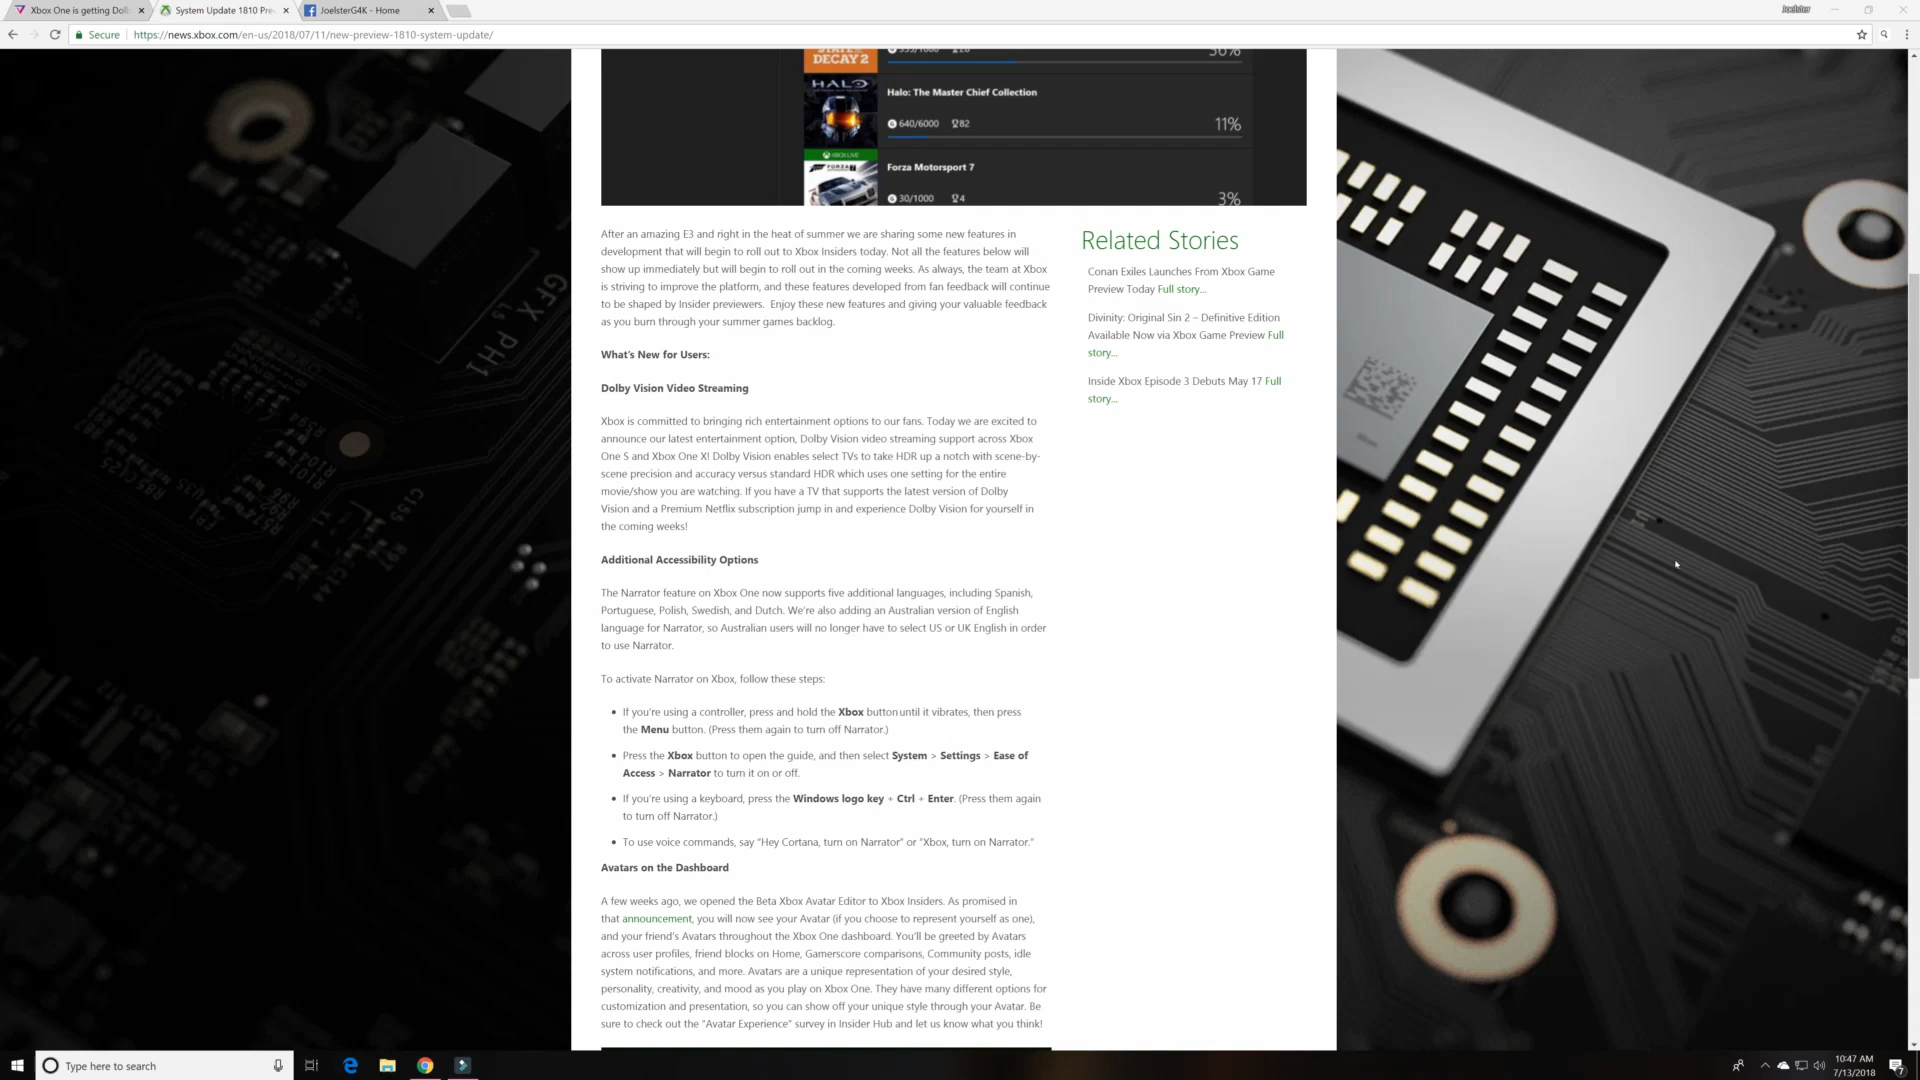 Xbox One is getting Dolb
System Update 1810 Prev
JoelsterG4K - Home
Joelster
Secure
https://news.xbox.com/en-us/2018/07/11/new-preview-1810-system-update/
STATE OF
DECAY 2
36%
HALO
Halo: The Master Chief Collection
640/6000 82
11%
XBOX LIVE
FORZA
Forza Motorsport 7
30/1000 4
3%
After an amazing E3 and right in the heat of summer we are sharing some new features in
development that will begin to roll out to Xbox Insiders today. Not all the features below will
show up immediately but will begin to roll out in the coming weeks. As always, the team at Xbox
is striving to improve the platform, and these features developed from fan feedback will continue
to be shaped by Insider previewers. Enjoy these new features and giving your valuable feedback
as you burn through your summer games backlog.
What's New for Users:
Dolby Vision Video Streaming
Xbox is committed to bringing rich entertainment options to our fans. Today we are excited to
announce our latest entertainment option, Dolby Vision video streaming support across Xbox
One S and Xbox One X! Dolby Vision enables select TVs to take HDR up a notch with scene-by-
scene precision and accuracy versus standard HDR which uses one setting for the entire
movie/show you are watching. If you have a TV that supports the latest version of Dolby
Vision and a Premium Netflix subscription jump in and experience Dolby Vision for yourself in
the coming weeks!
Additional Accessibility Options
The Narrator feature on Xbox One now supports five additional languages, including Spanish,
Portuguese, Polish, Swedish, and Dutch. We're also adding an Australian version of English
language for Narrator, so Australian users will no longer have to select US or UK English in order
to use Narrator.
To activate Narrator on Xbox, follow these steps:
• If you're using a controller, press and hold the Xbox button until it vibrates, then press
the Menu button. (Press them again to turn off Narrator.)
• Press the Xbox button to open the guide, and then select System > Settings > Ease of
Access > Narrator to turn it on or off.
• If you're using a keyboard, press the Windows logo key + Ctrl + Enter. (Press them again
to turn off Narrator.)
• To use voice commands, say "Hey Cortana, turn on Narrator" or "Xbox, turn on Narrator."
Avatars on the Dashboard
A few weeks ago, we opened the Beta Xbox Avatar Editor to Xbox Insiders. As promised in
that announcement, you will now see your Avatar (if you choose to represent yourself as one),
and your friend's Avatars throughout the Xbox One dashboard. You'll be greeted by Avatars
across user profiles, friend blocks on Home, Gamerscore comparisons, Community posts, idle
system notifications, and more. Avatars are a unique representation of your desired style,
personality, creativity, and mood as you play on Xbox One. They have many different options for
customization and presentation, so you can show off your unique style through your Avatar. Be
sure to check out the "Avatar Experience" survey in Insider Hub and let us know what you think!
Related Stories
Conan Exiles Launches From Xbox Game
Preview Today Full story...
Divinity: Original Sin 2 – Definitive Edition
Available Now via Xbox Game Preview Full
story...
Inside Xbox Episode 3 Debuts May 17 Full
story...
GFX PH1
Type here to search
10:47 AM
7/13/2018
7